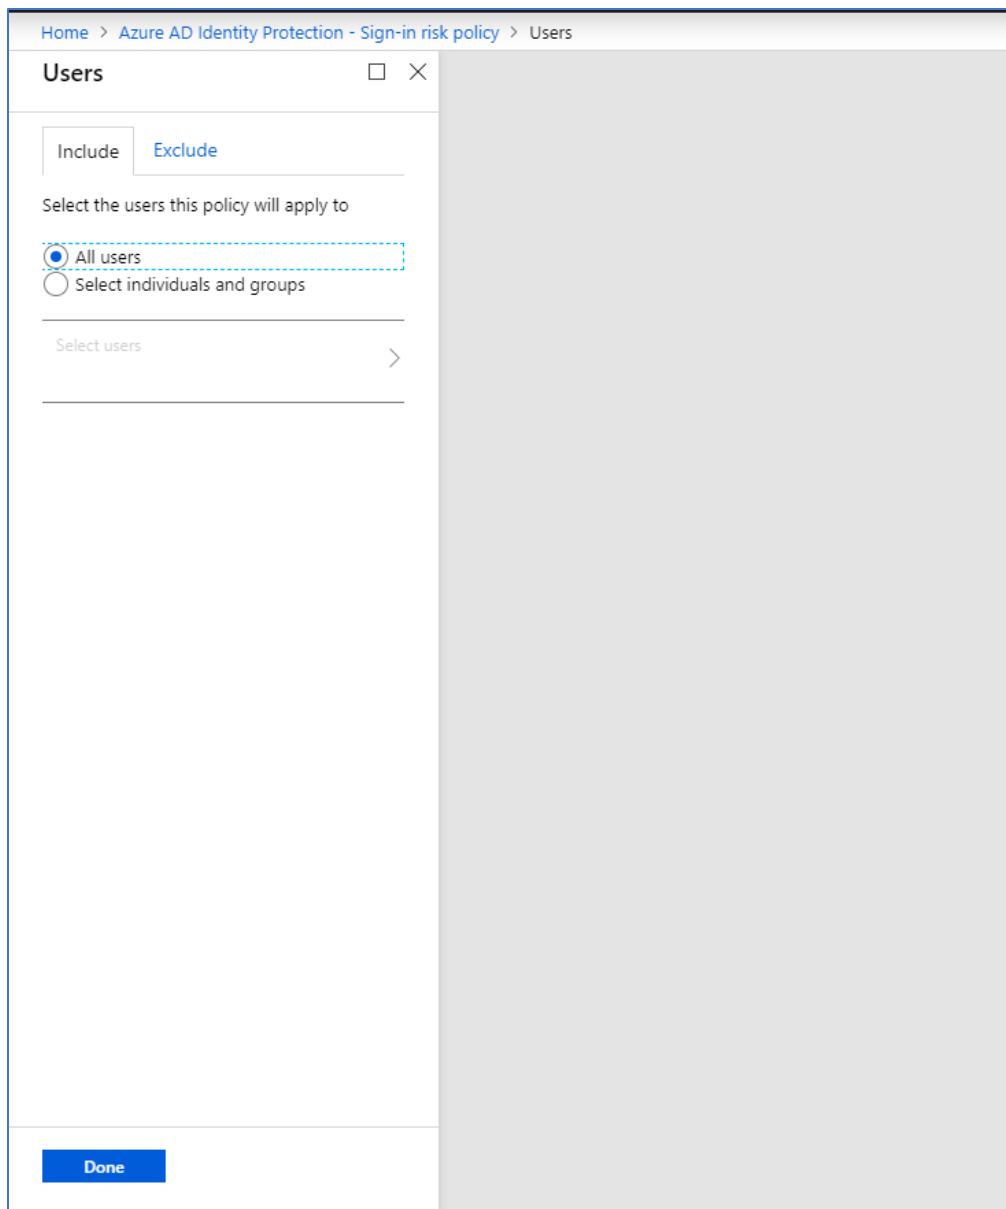 Home > Azure AD Identity Protection - Sign-in risk policy > Users
Users
Include Exclude
Select the users this policy will apply to
All users
Select individuals and groups
Select users
Done